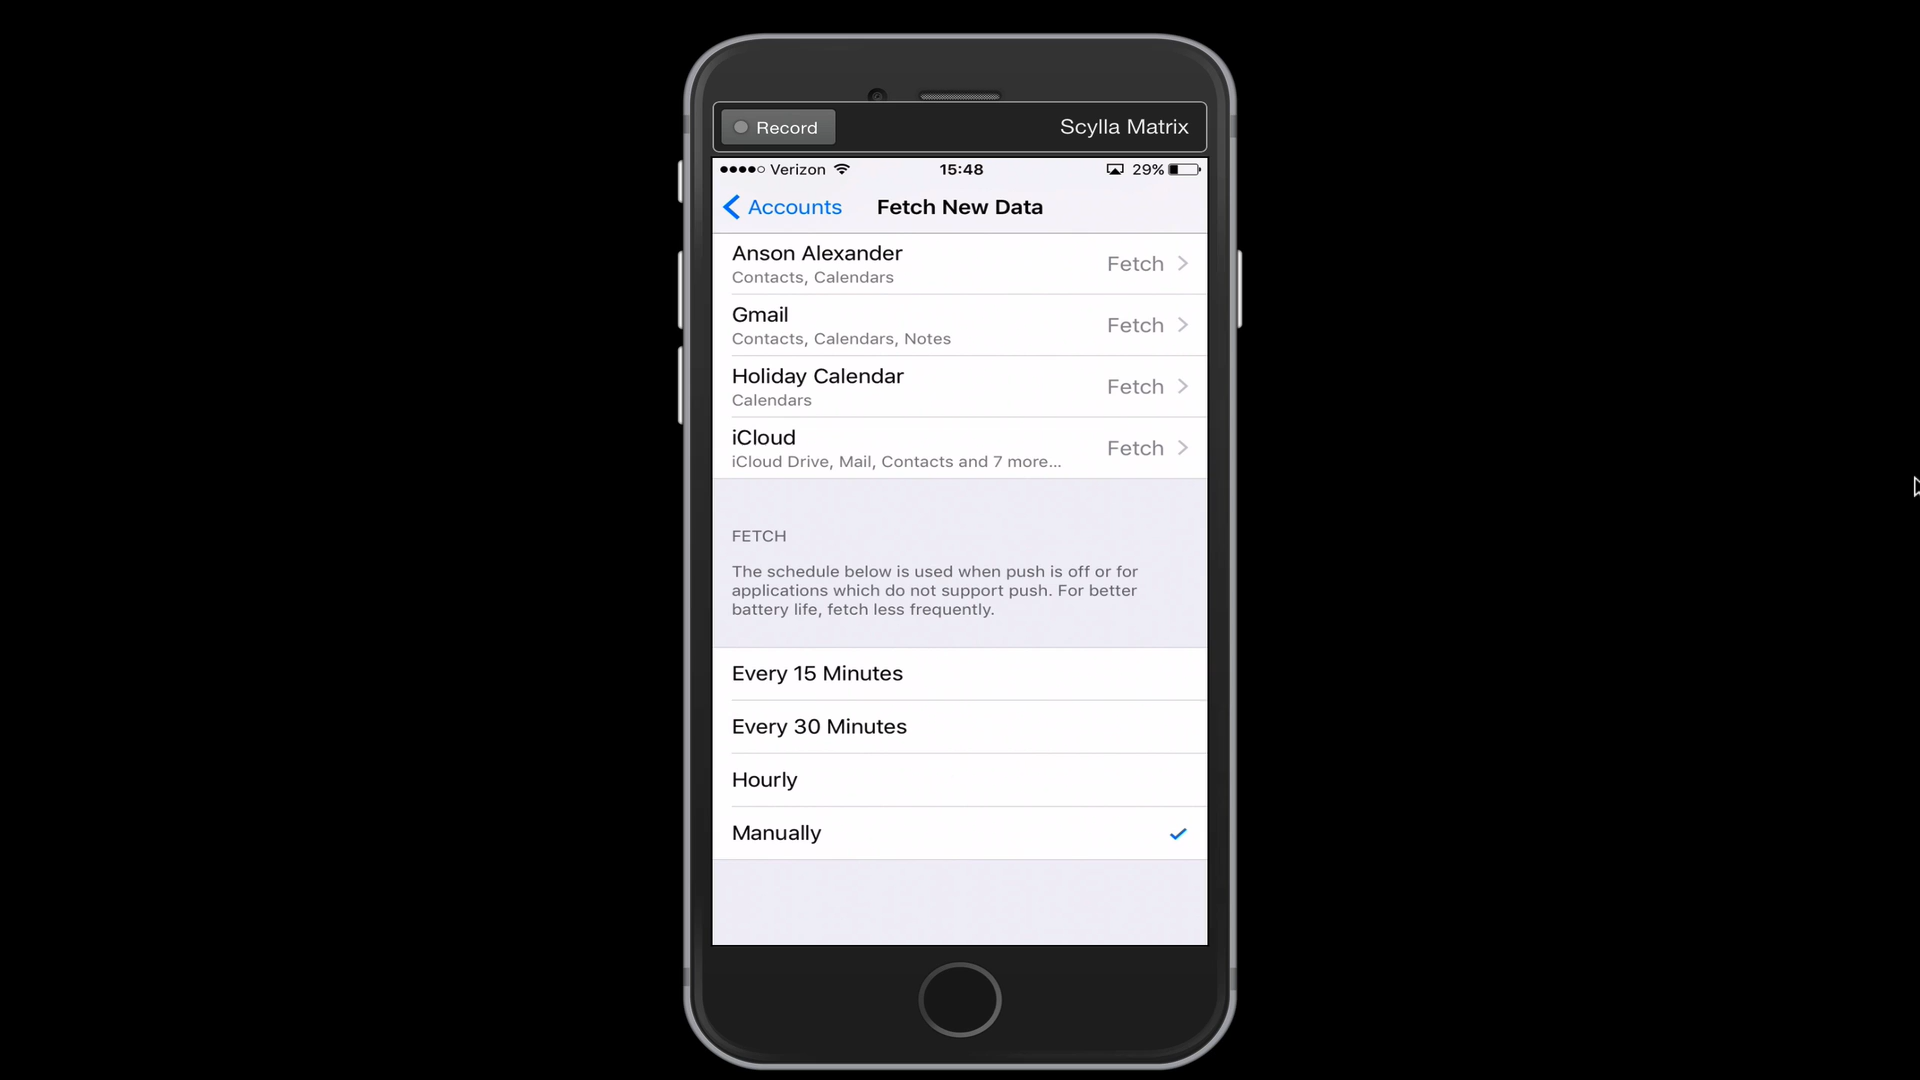 Record
Scylla Matrix
Verizon
15:48
29%
Accounts
Fetch New Data
Anson Alexander
Contacts, Calendars
Fetch
Gmail
Contacts, Calendars, Notes
Fetch
Holiday Calendar
Calendars
Fetch
iCloud
iCloud Drive, Mail, Contacts and 7 more...
Fetch
FETCH
The schedule below is used when push is off or for
applications which do not support push. For better
battery life, fetch less frequently.
Every 15 Minutes
Every 30 Minutes
Hourly
Manually